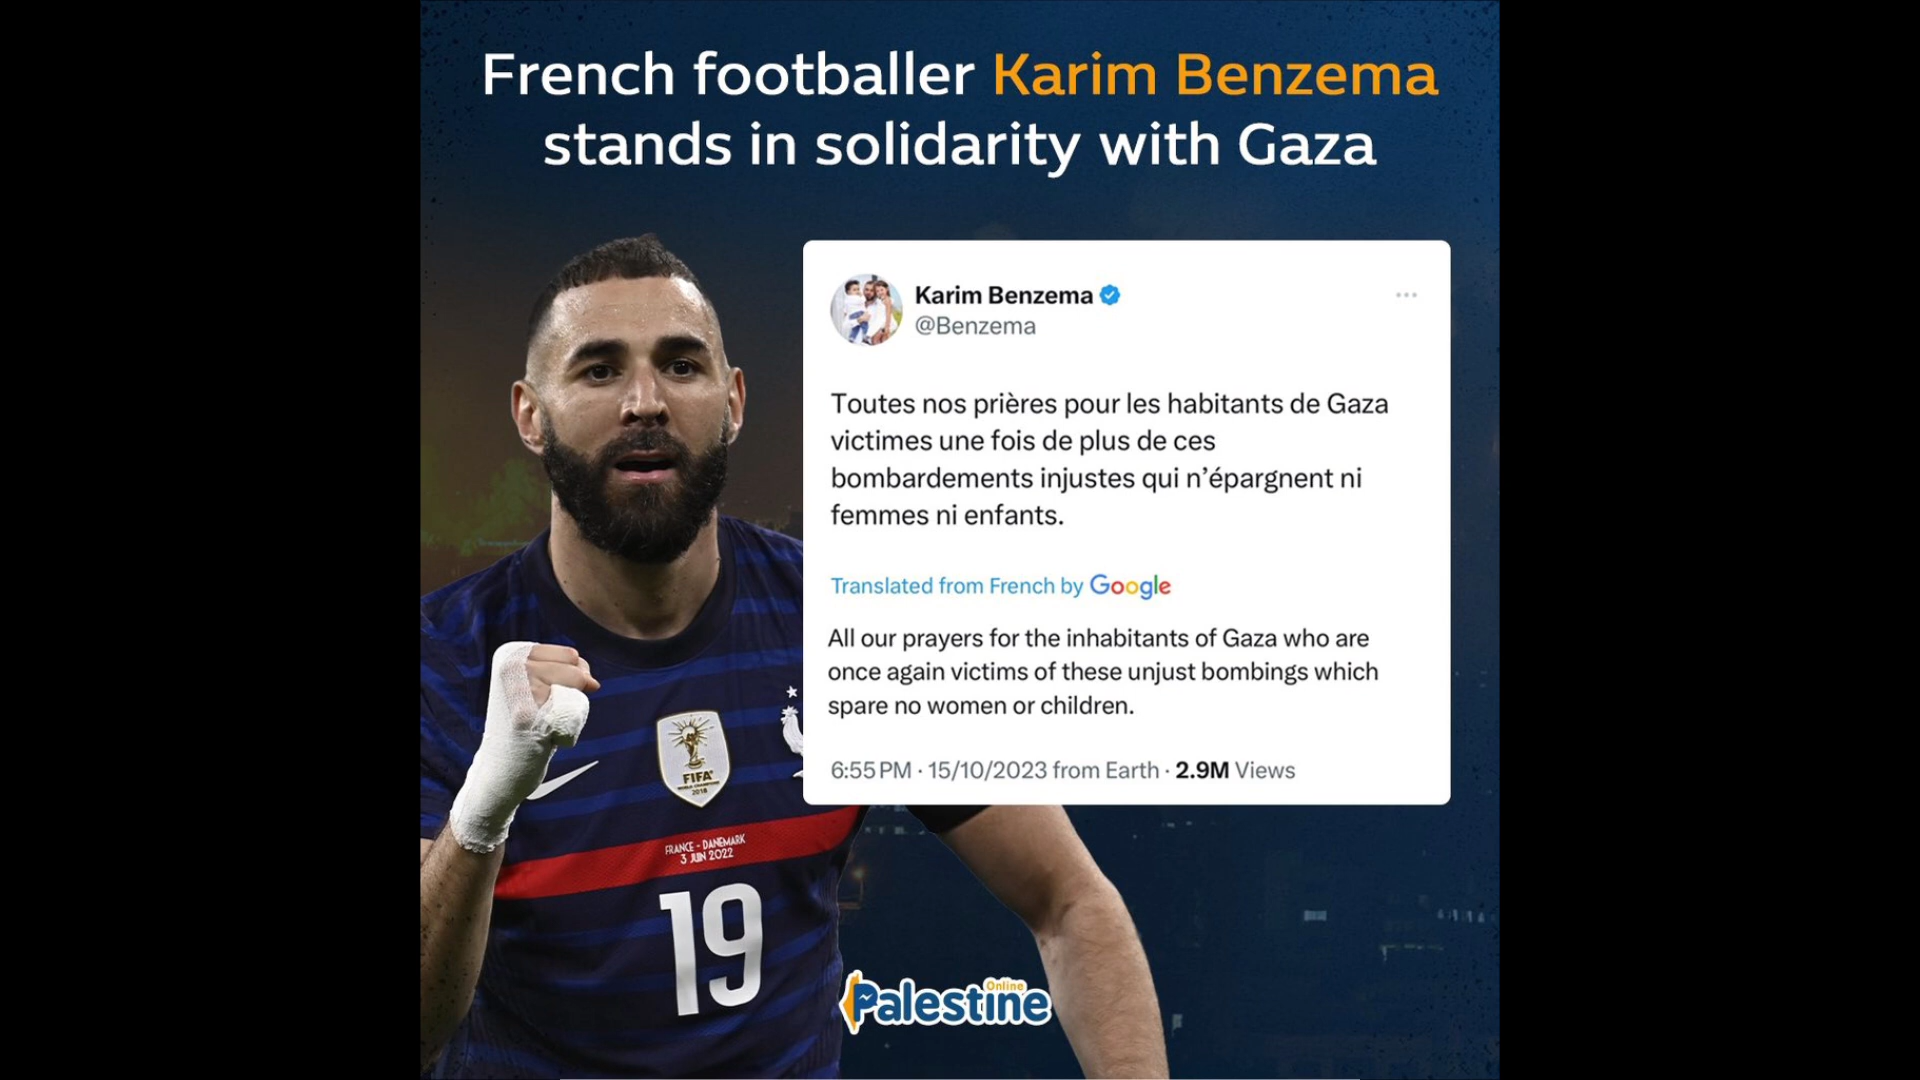 French footballer Karim Benzema
stands in solidarity with Gaza
Karim Benzema
@Benzema
Toutes nos prières pour les habitants de Gaza
victimes une fois de plus de ces
bombardements injustes qui n’épargnent ni
femmes ni enfants.
Translated from French by Google
All our prayers for the inhabitants of Gaza who are
once again victims of these unjust bombings which
spare no women or children.
6:55 PM · 15/10/2023 from Earth · 2.9M Views
FIFA
WORLD CHAMPIONS
2018
FRANCE - DANEMARK
3 JUIN 2022
19
Online
Palestine